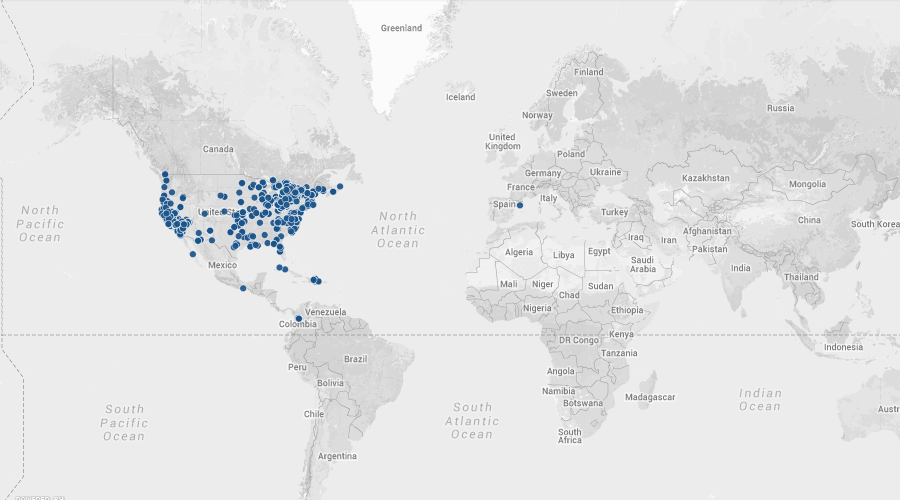 Greenland
Finland
Iceland
Sweden
Russia
Norway
Canada
United
Kingdom
Poland
Germany
Ukraine
Kazakhstan
Mongolia
France
Spain
Italy
North
Pacific
Ocean
United S
North
Atlantic
Ocean
Turkey
China
South Korea
Afghanistan
Iraq
Iran
Pakistan
Algeria
Libya
Egypt
Saudi
Arabia
India
Mexico
Mali
Niger
Chad
Sudan
Thailand
Nigeria
Ethiopia
Venezuela
Colombia
DR Congo
Kenya
Indonesia
Tanzania
Peru
Brazil
Angola
Bolivia
Namibia
Botswana
Madagascar
Indian
Ocean
South
Pacific
Ocean
Chile
South
Atlantic
Ocean
South
Africa
Austr
Argentina